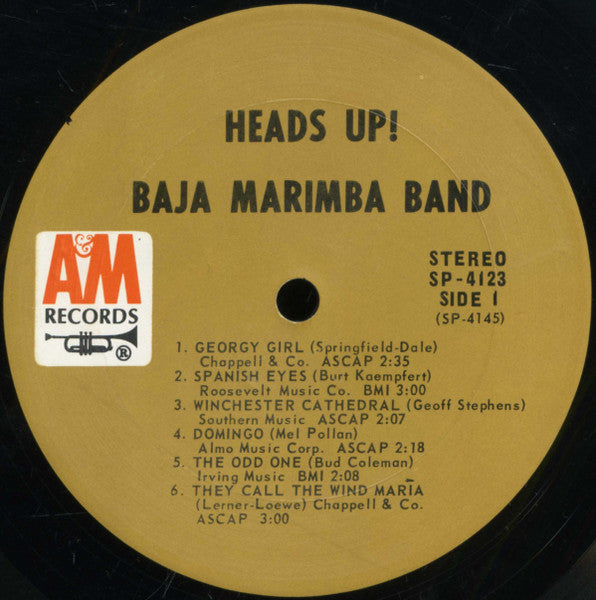 HEADS UP!
BAJA MARIMBA BAND
A&M
RECORDS
®
STEREO
SP-4123
SIDE 1
(SP-4145)
1. GEORGY GIRL (Springfield-Dale)
Chappell & Co. ASCAP 2:35
2. SPANISH EYES (Burt Kaempfert)
Roosevelt Music Co. BMI 3:00
3. WINCHESTER CATHEDRAL (Geoff Stephens)
Southern Music ASCAP 2:07
4. DOMINGO (Mel Pollan)
Almo Music Corp. ASCAP 2:18
5. THE ODD ONE (Bud Coleman)
Irving Music BMI 2:08
6. THEY CALL THE WIND MARĪA
(Lerner-Loewe) Chappell & Co.
ASCAP 3:00